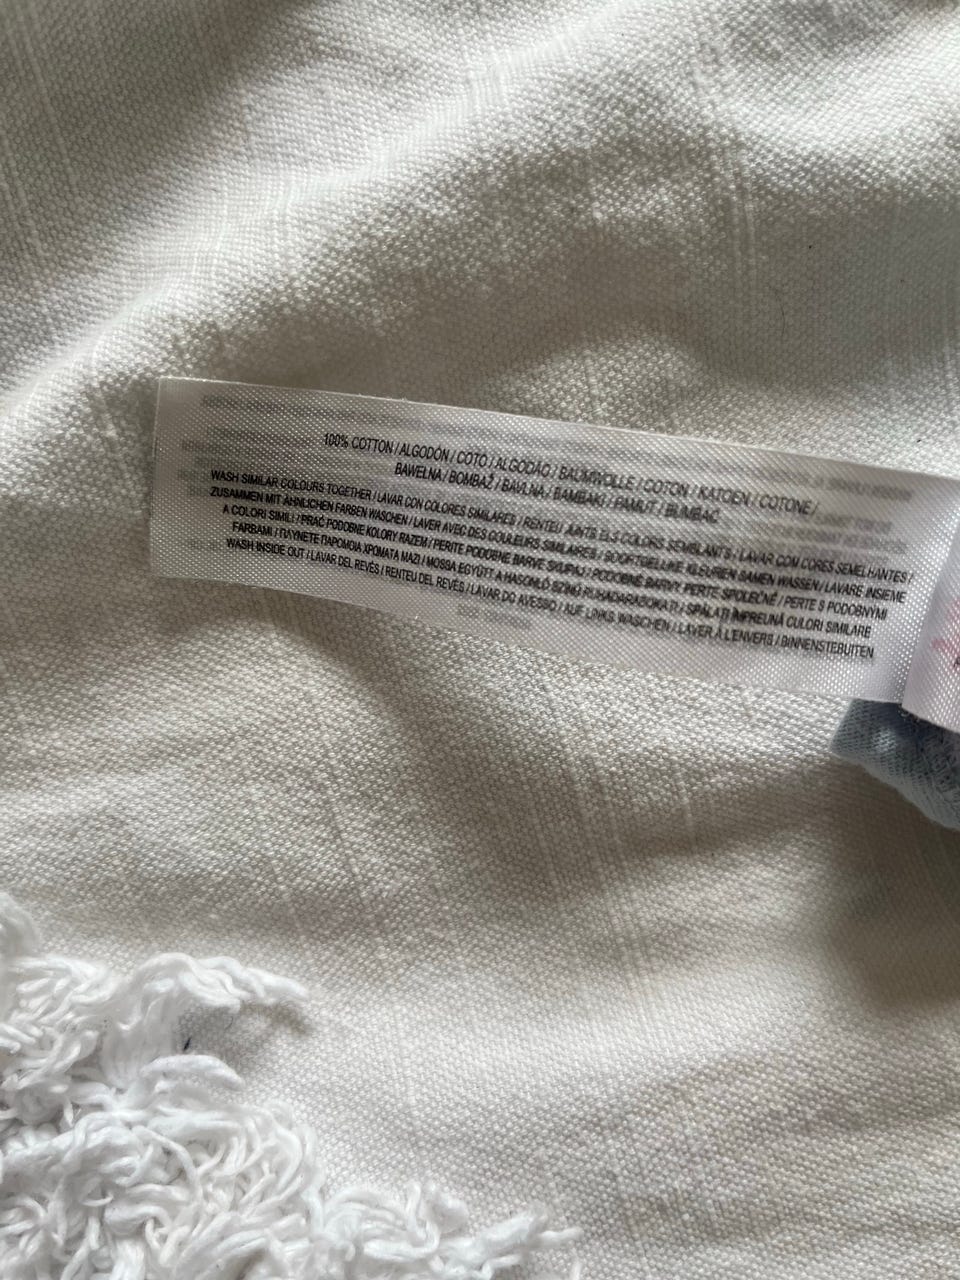 100% COTTON / ALGODÓN / COTÓ / ALGODÃO / BAUMWOLLE / COTON / KATOEN / COTONE /
BAWEŁNA / BOMBAŽ / BAVLNA / BAMBAKI / PAMUT / BUMBAC
WASH SIMILAR COLOURS TOGETHER / LAVAR CON COLORES SIMILARES / RENTEU JUNTS ELS COLORS SEMBLANTS / LAVAR COM CORES SEMELHANTES /
ZUSAMMEN MIT ÄHNLICHEN FARBEN WASCHEN / LAVER AVEC DES COULEURS SIMILAIRES / SOORTGELIJKE KLEUREN SAMEN WASSEN / LAVARE INSIEME
A COLORI SIMILI / PRAĆ PODOBNE KOLORY RAZEM / PERITE PODOBNE BARVE SKUPAJ / PODOBNÉ BARVY PERTE SPOLEČNĚ / PERTE S PODOBNÝMI
FARBAMI / ΠΛΥΝΕΤΕ ΠΑΡΟΜΟΙΑ ΧΡΩΜΑΤΑ ΜΑΖΙ / MOSSA EGYÜTT A HASONLÓ SZÍNŰ RUHADARABOKAT / SPĂLAȚI ÎMPREUNĂ CULORI SIMILARE
WASH INSIDE OUT / LAVAR DEL REVÉS / RENTEU DEL REVÉS / LAVAR DO AVESSO / AUF LINKS WASCHEN / LAVER À L'ENVERS / BINNENSTEBUITEN